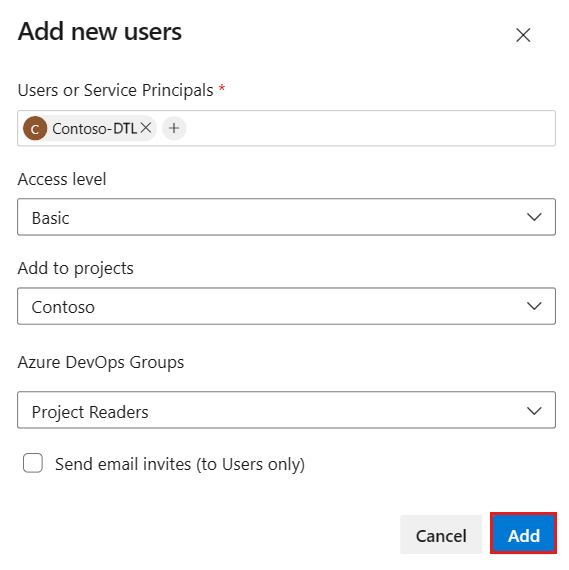 Add new users
Users or Service Principals *
C Contoso-DTL
Access level
Basic
Add to projects
Contoso
Azure DevOps Groups
Project Readers
Send email invites (to Users only)
Cancel Add